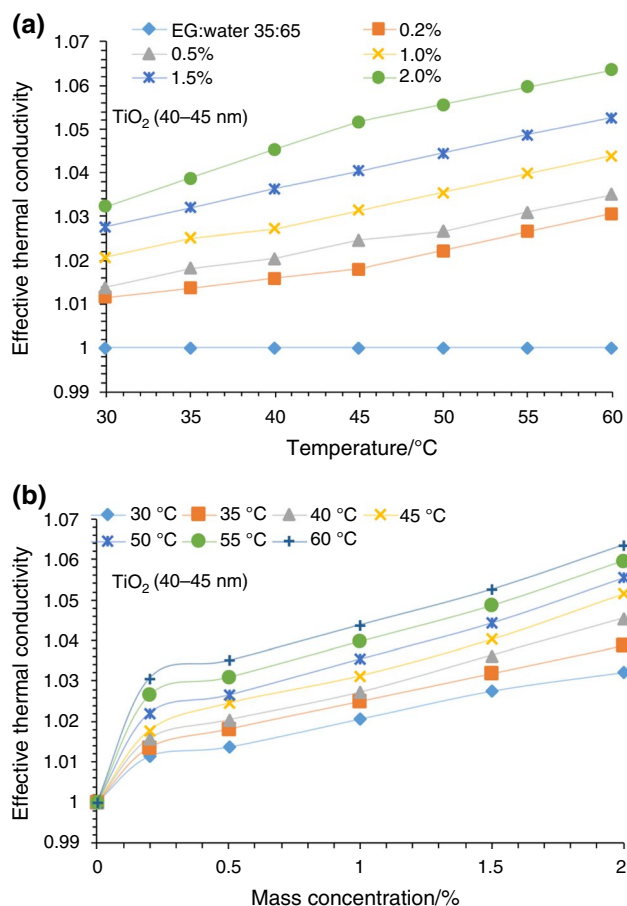 (a)
EG:water 35:65
0.2%
0.5%
1.0%
1.5%
2.0%
TiO2 (40–45 nm)
Effective thermal conductivity
1.07
1.06
1.05
1.04
1.03
1.02
1.01
1
0.99
30 35 40 45 50 55 60
Temperature/°C
(b)
30 °C 35 °C 40 °C 45 °C
50 °C 55 °C 60 °C
TiO2 (40–45 nm)
Effective thermal conductivity
1.07
1.06
1.05
1.04
1.03
1.02
1.01
1
0.99
0 0.5 1 1.5 2
Mass concentration/%